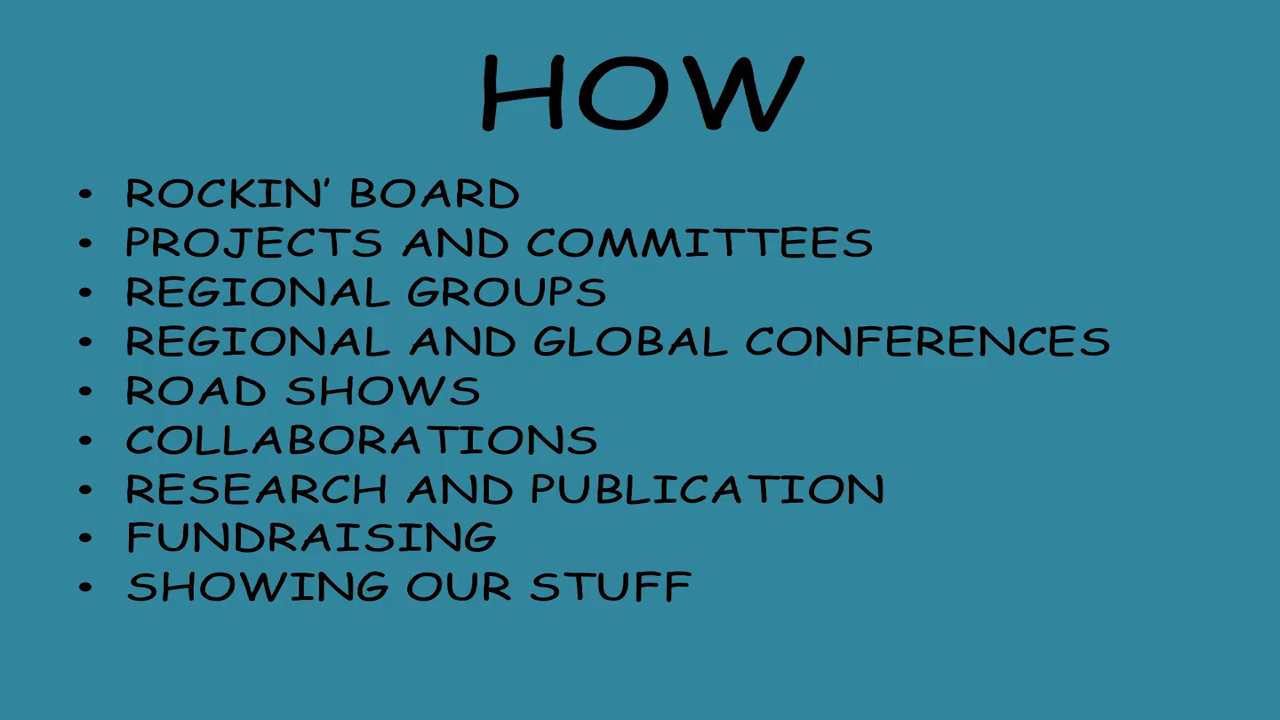 HOW
• ROCKIN' BOARD
• PROJECTS AND COMMITTEES
• REGIONAL GROUPS
• REGIONAL AND GLOBAL CONFERENCES
• ROAD SHOWS
• COLLABORATIONS
• RESEARCH AND PUBLICATION
• FUNDRAISING
• SHOWING OUR STUFF